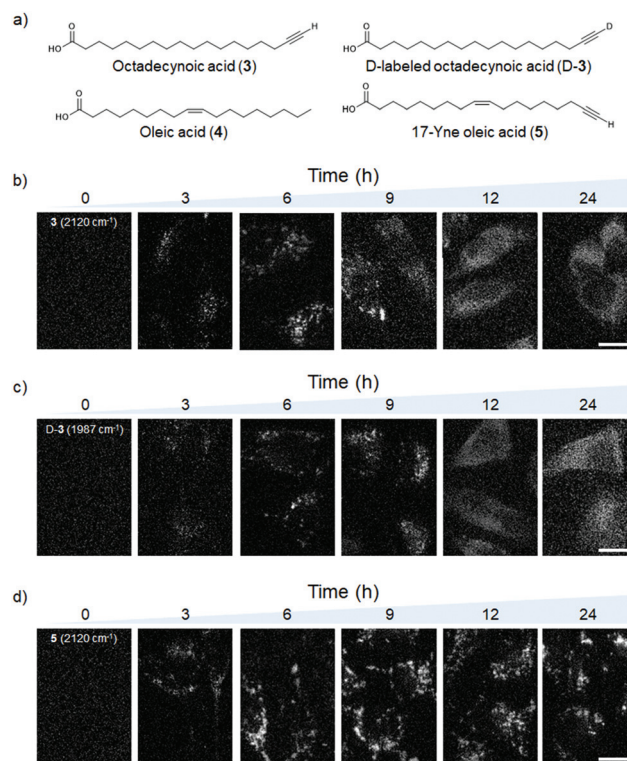 a)
O
HO
H
Octadecynoic acid (3)
O
HO
D
D-labeled octadecynoic acid (D-3)
O
HO
Oleic acid (4)
O
HO
H
17-Yne oleic acid (5)
b)
Time (h)
0 3 6 9 12 24
3 (2120 cm⁻¹)
c)
Time (h)
0 3 6 9 12 24
D-3 (1987 cm⁻¹)
d)
Time (h)
0 3 6 9 12 24
5 (2120 cm⁻¹)